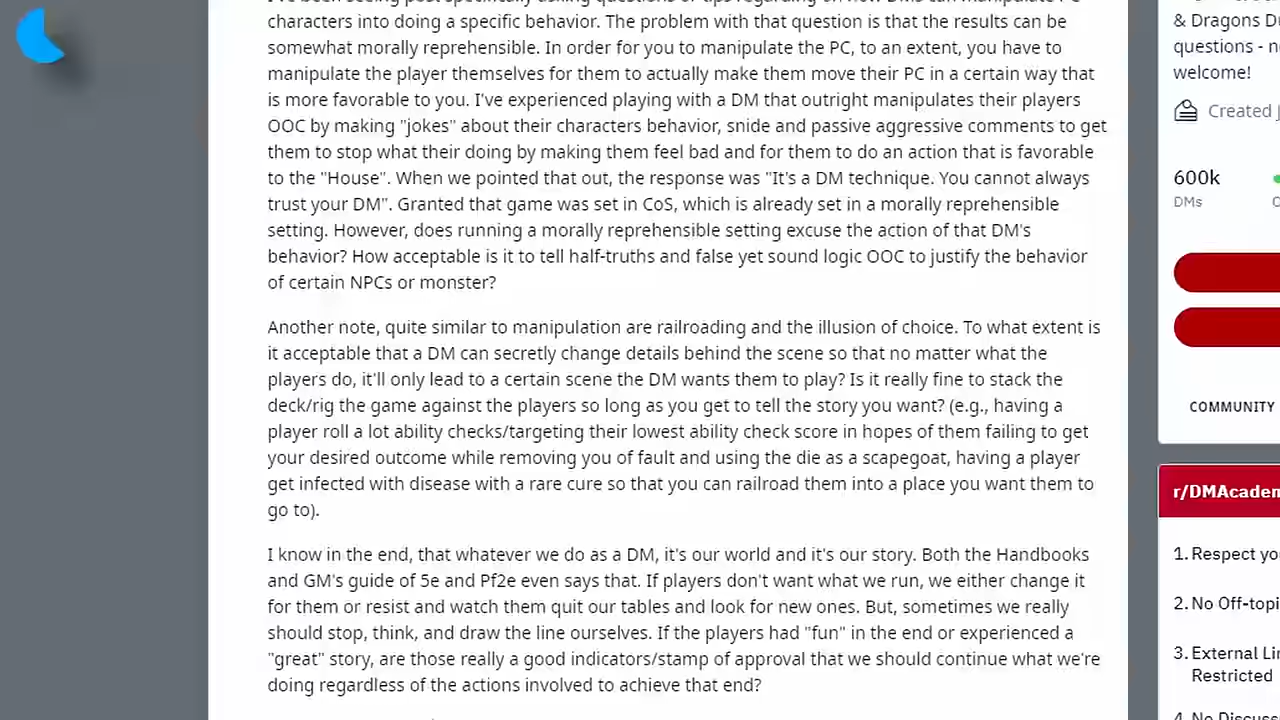 characters into doing a specific behavior. The problem with that question is that the results can be
somewhat morally reprehensible. In order for you to manipulate the PC, to an extent, you have to
manipulate the player themselves for them to actually make them move their PC in a certain way that
is more favorable to you. I've experienced playing with a DM that outright manipulates their players
OOC by making "jokes" about their characters behavior, snide and passive aggressive comments to get
them to stop what their doing by making them feel bad and for them to do an action that is favorable
to the "House". When we pointed that out, the response was "It's a DM technique. You cannot always
trust your DM". Granted that game was set in CoS, which is already set in a morally reprehensible
setting. However, does running a morally reprehensible setting excuse the action of that DM's
behavior? How acceptable is it to tell half-truths and false yet sound logic OOC to justify the behavior
of certain NPCs or monster?
Another note, quite similar to manipulation are railroading and the illusion of choice. To what extent is
it acceptable that a DM can secretly change details behind the scene so that no matter what the
players do, it'll only lead to a certain scene the DM wants them to play? Is it really fine to stack the
deck/rig the game against the players so long as you get to tell the story you want? (e.g., having a
player roll a lot ability checks/targeting their lowest ability check score in hopes of them failing to get
your desired outcome while removing you of fault and using the die as a scapegoat, having a player
get infected with disease with a rare cure so that you can railroad them into a place you want them to
go to).
I know in the end, that whatever we do as a DM, it's our world and it's our story. Both the Handbooks
and GM's guide of 5e and Pf2e even says that. If players don't want what we run, we either change it
for them or resist and watch them quit our tables and look for new ones. But, sometimes we really
should stop, think, and draw the line ourselves. If the players had "fun" in the end or experienced a
"great" story, are those really a good indicators/stamp of approval that we should continue what we're
doing regardless of the actions involved to achieve that end?
& Dragons D
questions - n
welcome!
Created J
600k
DMs
COMMUNITY
r/DMAcadem
1. Respect yo
2. No Off-topi
3. External Li
Restricted
4. No Discus